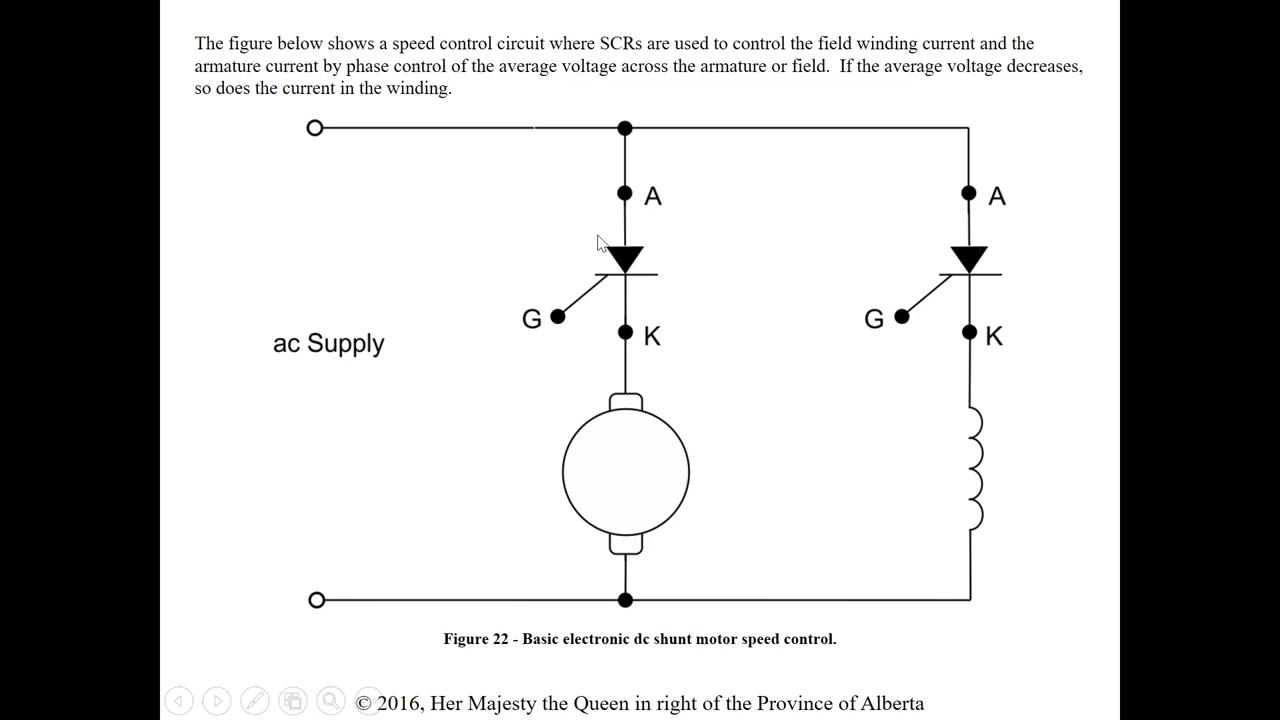 The figure below shows a speed control circuit where SCRs are used to control the field winding current and the
armature current by phase control of the average voltage across the armature or field.  If the average voltage decreases,
so does the current in the winding.
A
A
G
K
G
K
ac Supply
Figure 22 - Basic electronic dc shunt motor speed control.
© 2016, Her Majesty the Queen in right of the Province of Alberta